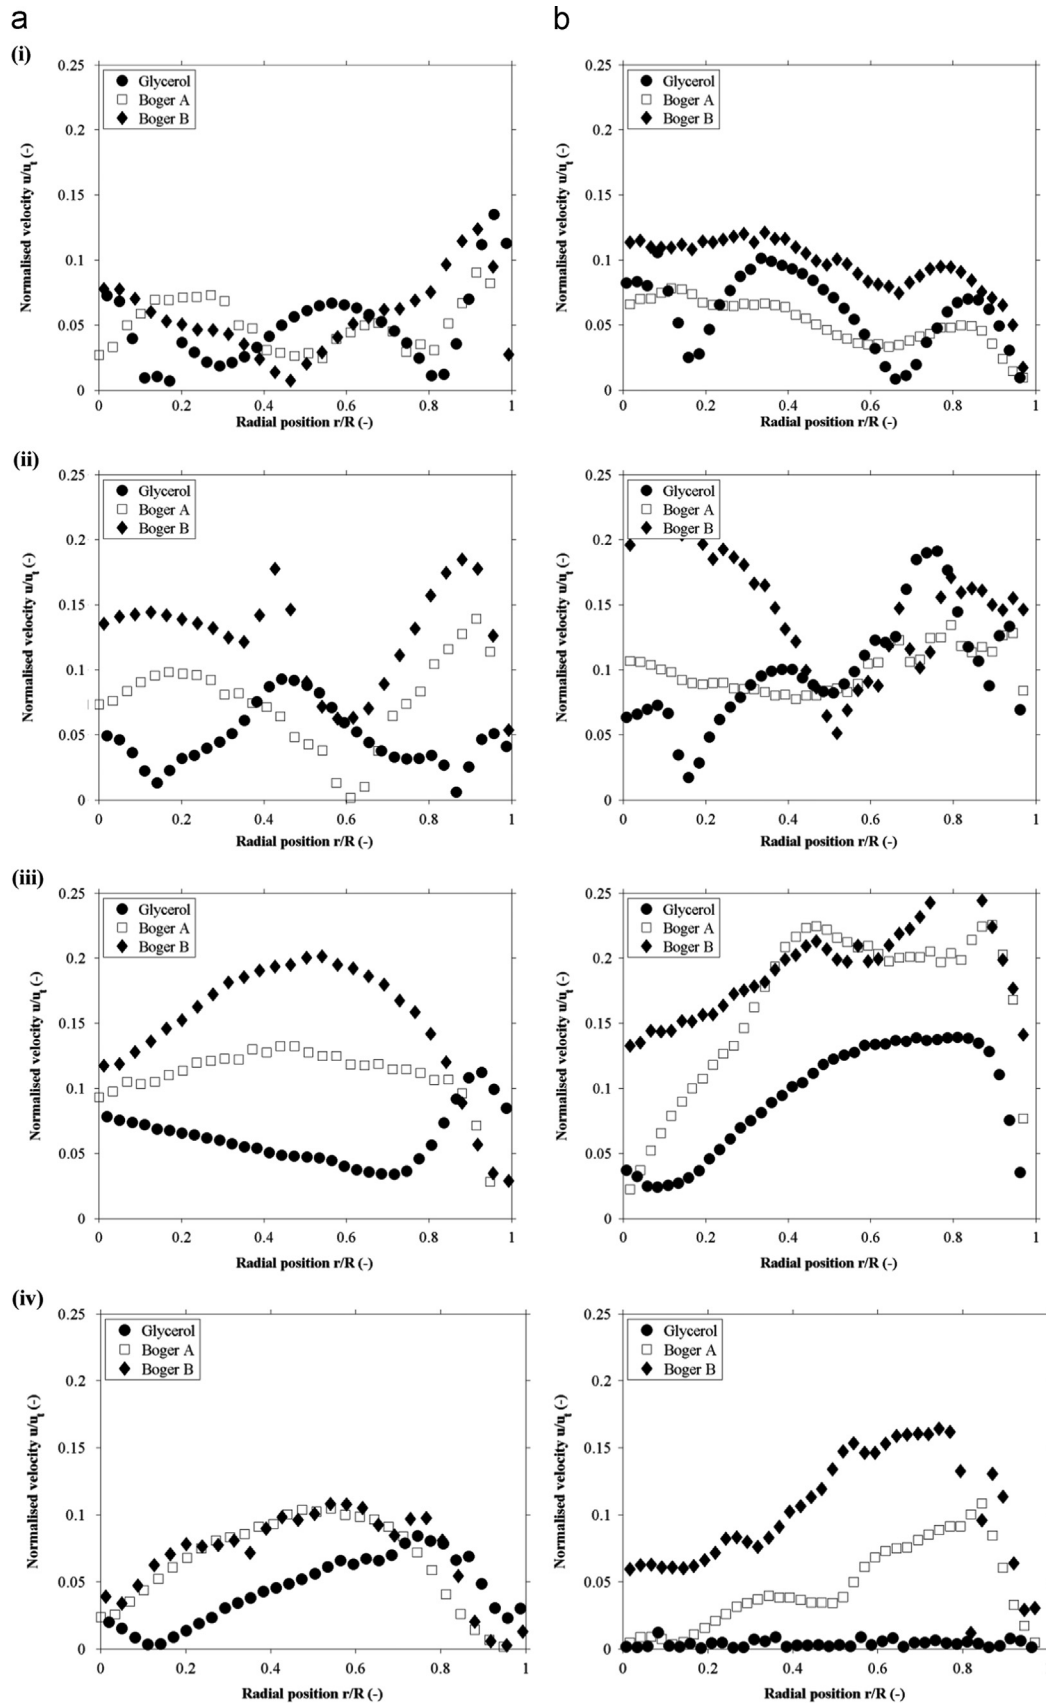 a
b
(i)
0.25
0.2
0.15
0.1
0.05
0
Glycerol
Boger A
Boger B
Normalised velocity u/ut (-)
0 0.2 0.4 0.6 0.8 1
Radial position r/R (-)
0.25
0.2
0.15
0.1
0.05
0
Glycerol
Boger A
Boger B
Normalised velocity u/ut (-)
0 0.2 0.4 0.6 0.8 1
Radial position r/R (-)
(ii)
0.25
0.2
0.15
0.1
0.05
0
Glycerol
Boger A
Boger B
Normalised velocity u/ut (-)
0 0.2 0.4 0.6 0.8 1
Radial position r/R (-)
0.25
0.2
0.15
0.1
0.05
0
Glycerol
Boger A
Boger B
Normalised velocity u/ut (-)
0 0.2 0.4 0.6 0.8 1
Radial position r/R (-)
(iii)
0.25
0.2
0.15
0.1
0.05
0
Glycerol
Boger A
Boger B
Normalised velocity u/ut (-)
0 0.2 0.4 0.6 0.8 1
Radial position r/R (-)
0.25
0.2
0.15
0.1
0.05
0
Glycerol
Boger A
Boger B
Normalised velocity u/ut (-)
0 0.2 0.4 0.6 0.8 1
Radial position r/R (-)
(iv)
0.25
0.2
0.15
0.1
0.05
0
Glycerol
Boger A
Boger B
Normalised velocity u/ut (-)
0 0.2 0.4 0.6 0.8 1
Radial position r/R (-)
0.25
0.2
0.15
0.1
0.05
0
Glycerol
Boger A
Boger B
Normalised velocity u/ut (-)
0 0.2 0.4 0.6 0.8
Radial position r/R (-)